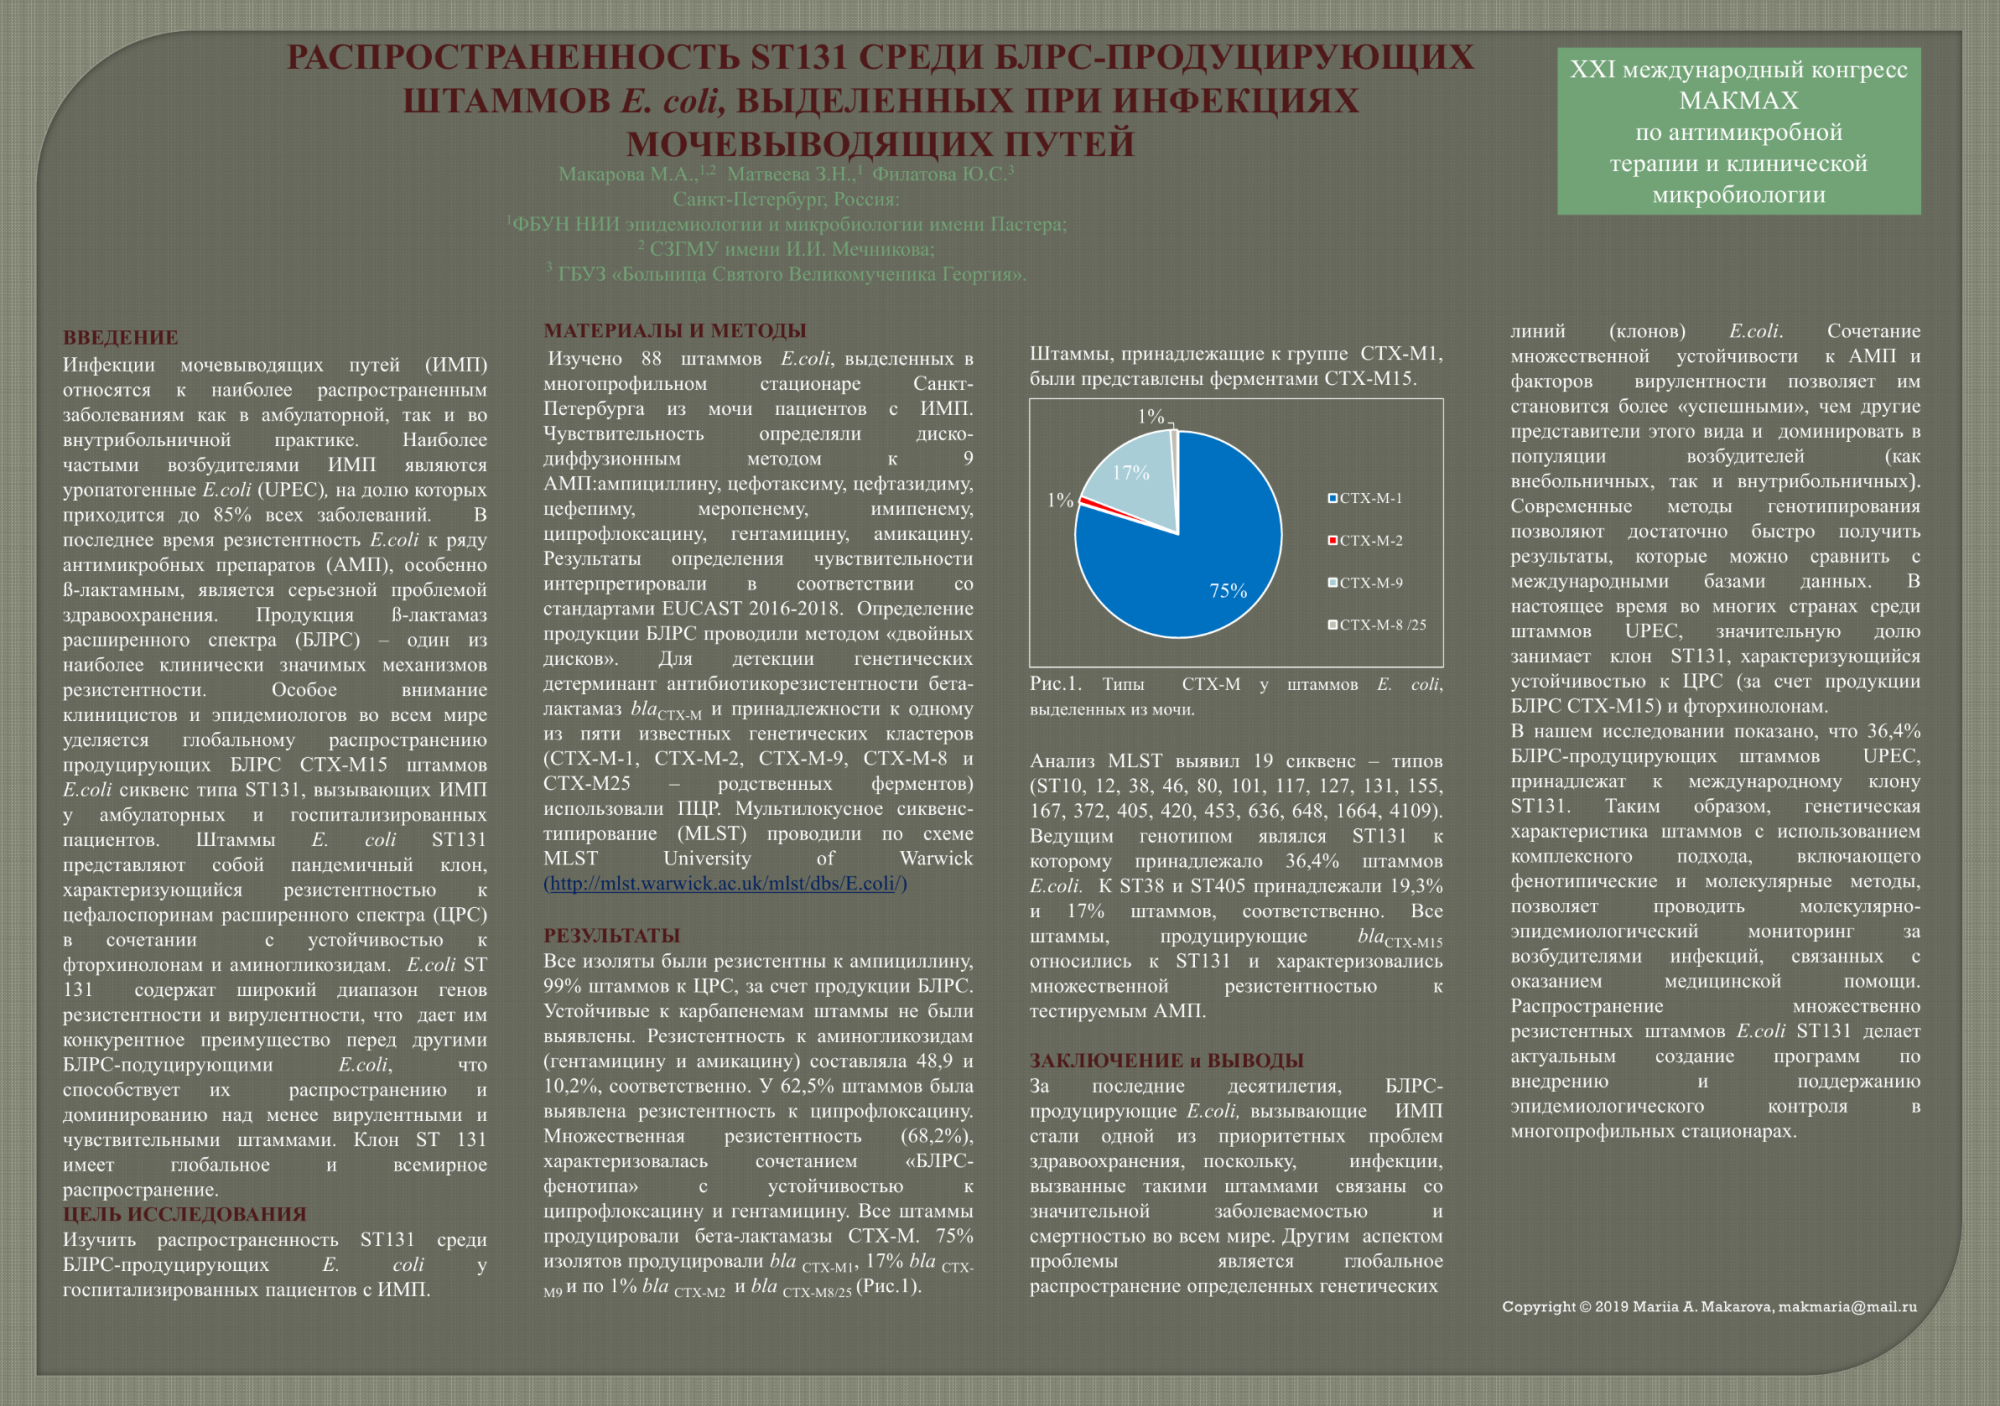 РАСПРОСТРАНЕННОСТЬ ST131 СРЕДИ БЛРС-ПРОДУЦИРУЮЩИХ
ШТАММОВ E. coli, ВЫДЕЛЕННЫХ ПРИ ИНФЕКЦИЯХ
МОЧЕВЫВОДЯЩИХ ПУТЕЙ
Макарова М.А.,1,2 Матвеева З.Н.,1 Филатова Ю.С.3
Санкт-Петербург, Россия:
1ФБУН НИИ эпидемиологии и микробиологии имени Пастера;
2 СЗГМУ имени И.И. Мечникова;
3 ГБУЗ «Больница Святого Великомученика Георгия».
XXI международный конгресс
МАКМАХ
по антимикробной
терапии и клинической
микробиологии
ВВЕДЕНИЕ
Инфекции мочевыводящих путей (ИМП)
относятся к наиболее распространенным
заболеваниям как в амбулаторной, так и во
внутрибольничной практике. Наиболее
частыми возбудителями ИМП являются
уропатогенные E.coli (UPEC), на долю которых
приходится до 85% всех заболеваний. В
последнее время резистентность E.coli к ряду
антимикробных препаратов (АМП), особенно
ß-лактамным, является серьезной проблемой
здравоохранения. Продукция ß-лактамаз
расширенного спектра (БЛРС) – один из
наиболее клинически значимых механизмов
резистентности. Особое внимание
клиницистов и эпидемиологов во всем мире
уделяется глобальному распространению
продуцирующих БЛРС CTX-M15 штаммов
E.coli сиквенс типа ST131, вызывающих ИМП
у амбулаторных и госпитализированных
пациентов. Штаммы E. coli ST131
представляют собой пандемичный клон,
характеризующийся резистентностью к
цефалоспоринам расширенного спектра (ЦРС)
в сочетании с устойчивостью к
фторхинолонам и аминогликозидам. E.coli ST
131 содержат широкий диапазон генов
резистентности и вирулентности, что дает им
конкурентное преимущество перед другими
БЛРС-подуцирующими E.coli, что
способствует их распространению и
доминированию над менее вирулентными и
чувствительными штаммами. Клон ST 131
имеет глобальное и всемирное
распространение.
ЦЕЛЬ ИССЛЕДОВАНИЯ
Изучить распространенность ST131 среди
БЛРС-продуцирующих E. coli у
госпитализированных пациентов с ИМП.
МАТЕРИАЛЫ И МЕТОДЫ
Изучено 88 штаммов E.coli, выделенных в
многопрофильном стационаре Санкт-
Петербурга из мочи пациентов с ИМП.
Чувствительность определяли диско-
диффузионным методом к 9
АМП:ампициллину, цефотаксиму, цефтазидиму,
цефепиму, меропенему, имипенему,
ципрофлоксацину, гентамицину, амикацину.
Результаты определения чувствительности
интерпретировали в соответствии со
стандартами EUCAST 2016-2018. Определение
продукции БЛРС проводили методом «двойных
дисков». Для детекции генетических
детерминант антибиотикорезистентности бета-
лактамаз blaCTX-M и принадлежности к одному
из пяти известных генетических кластеров
(CTX-M-1, CTX-M-2, CTX-M-9, CTX-M-8 и
CTX-M25 – родственных ферментов)
использовали ПЦР. Мультилокусное сиквенс-
типирование (MLST) проводили по схеме
MLST University of Warwick
(http://mlst.warwick.ac.uk/mlst/dbs/E.coli/)
РЕЗУЛЬТАТЫ
Все изоляты были резистентны к ампициллину,
99% штаммов к ЦРС, за счет продукции БЛРС.
Устойчивые к карбапенемам штаммы не были
выявлены. Резистентность к аминогликозидам
(гентамицину и амикацину) составляла 48,9 и
10,2%, соответственно. У 62,5% штаммов была
выявлена резистентность к ципрофлоксацину.
Множественная резистентность (68,2%),
характеризовалась сочетанием «БЛРС-
фенотипа» с устойчивостью к
ципрофлоксацину и гентамицину. Все штаммы
продуцировали бета-лактамазы CTX-M. 75%
изолятов продуцировали bla CTX-M1, 17% bla CTX-
M9 и по 1% bla CTX-M2 и bla CTX-M8/25 (Рис.1).
Штаммы, принадлежащие к группе CTX-M1,
были представлены ферментами CTX-M15.
1%
17%
1%
75%
CTX-M-1
CTX-M-2
CTX-M-9
CTX-M-8 /25
Рис.1. Типы CTX-M у штаммов E. coli,
выделенных из мочи.
Анализ MLST выявил 19 сиквенс – типов
(ST10, 12, 38, 46, 80, 101, 117, 127, 131, 155,
167, 372, 405, 420, 453, 636, 648, 1664, 4109).
Ведущим генотипом являлся ST131 к
которому принадлежало 36,4% штаммов
E.coli. К ST38 и ST405 принадлежали 19,3%
и 17% штаммов, соответственно. Все
штаммы, продуцирующие blaCTX-M15
относились к ST131 и характеризовались
множественной резистентностью к
тестируемым АМП.
ЗАКЛЮЧЕНИЕ и ВЫВОДЫ
За последние десятилетия, БЛРС-
продуцирующие E.coli, вызывающие ИМП
стали одной из приоритетных проблем
здравоохранения, поскольку, инфекции,
вызванные такими штаммами связаны со
значительной заболеваемостью и
смертностью во всем мире. Другим аспектом
проблемы является глобальное
распространение определенных генетических
линий (клонов) E.coli. Сочетание
множественной устойчивости к АМП и
факторов вирулентности позволяет им
становится более «успешными», чем другие
представители этого вида и доминировать в
популяции возбудителей (как
внебольничных, так и внутрибольничных).
Современные методы генотипирования
позволяют достаточно быстро получить
результаты, которые можно сравнить с
международными базами данных. В
настоящее время во многих странах среди
штаммов UPEC, значительную долю
занимает клон ST131, характеризующийся
устойчивостью к ЦРС (за счет продукции
БЛРС CTX-M15) и фторхинолонам.
В нашем исследовании показано, что 36,4%
БЛРС-продуцирующих штаммов UPEC,
принадлежат к международному клону
ST131. Таким образом, генетическая
характеристика штаммов с использованием
комплексного подхода, включающего
фенотипические и молекулярные методы,
позволяет проводить молекулярно-
эпидемиологический мониторинг за
возбудителями инфекций, связанных с
оказанием медицинской помощи.
Распространение множественно
резистентных штаммов E.coli ST131 делает
актуальным создание программ по
внедрению и поддержанию
эпидемиологического контроля в
многопрофильных стационарах.
Copyright © 2019 Mariia A. Makarova, makmaria@mail.ru